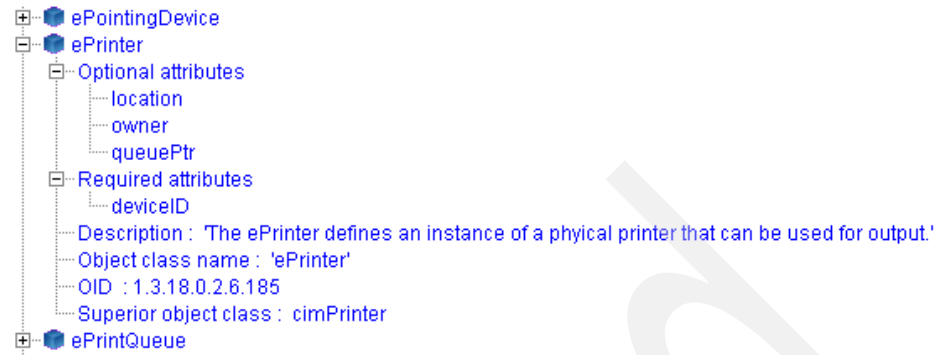 ePointingDevice
ePrinter
Optional attributes
location
owner
queuePtr
Required attributes
deviceID
Description : 'The ePrinter defines an instance of a phyical printer that can be used for output.'
Object class name : 'ePrinter'
OID : 1.3.18.0.2.6.185
Superior object class : cimPrinter
ePrintQueue